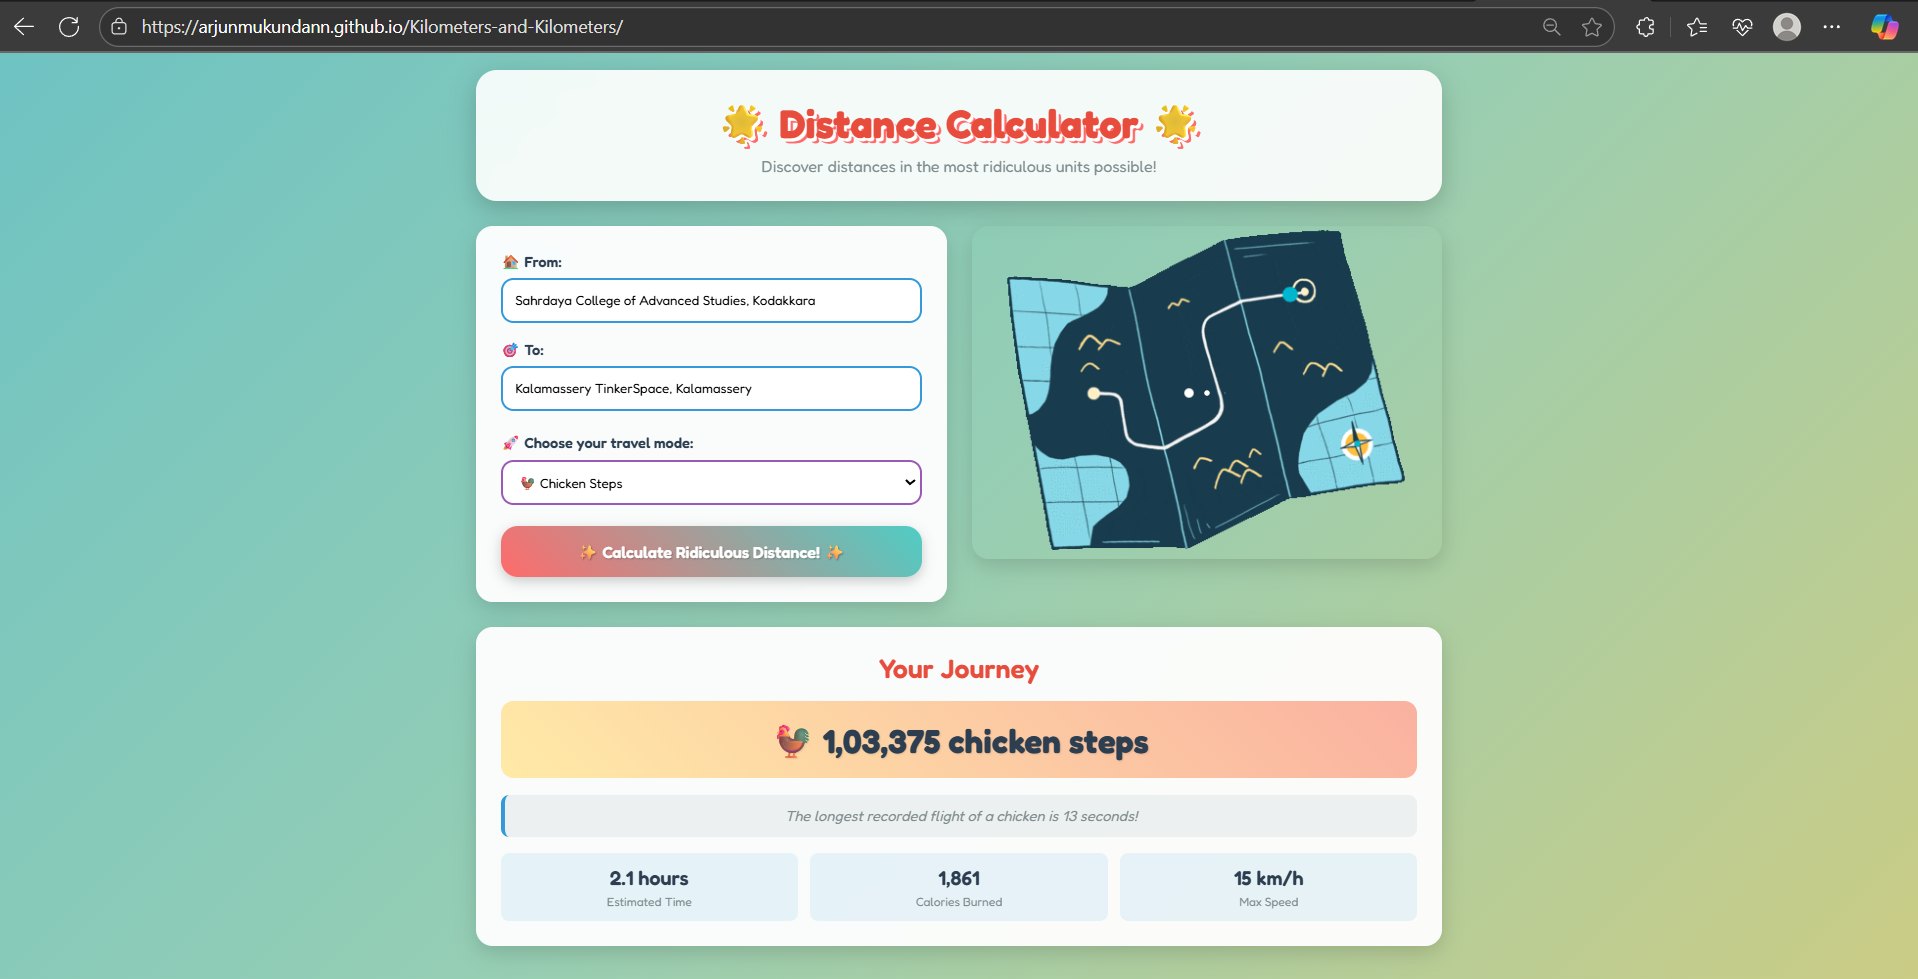 https://arjunmukundann.github.io/Kilometers-and-Kilometers/
🌟 Distance Calculator 🌟
Discover distances in the most ridiculous units possible!
🏠 From:
Sahrdaya College of Advanced Studies, Kodakkara
🎯 To:
Kalamassery TinkerSpace, Kalamassery
🚀 Choose your travel mode:
🐓 Chicken Steps
✨ Calculate Ridiculous Distance! ✨
Your Journey
🐓 1,03,375 chicken steps
The longest recorded flight of a chicken is 13 seconds!
2.1 hours
Estimated Time
1,861
Calories Burned
15 km/h
Max Speed